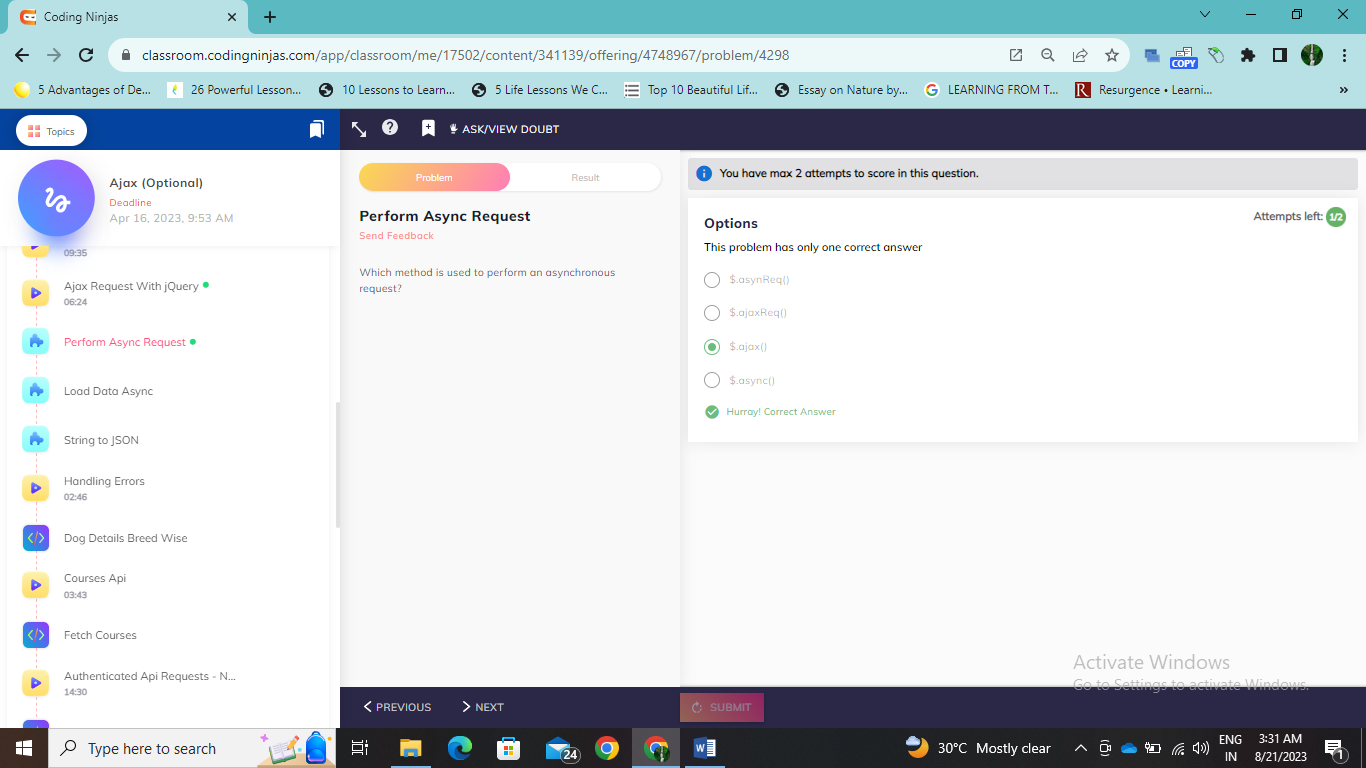 Coding Ninjas
classroom.codingninjas.com/app/classroom/me/17502/content/341139/offering/4748967/problem/4298
COPY
5 Advantages of De...
26 Powerful Lesson...
10 Lessons to Learn...
5 Life Lessons We C...
Top 10 Beautiful Lif...
Essay on Nature by...
LEARNING FROM T...
Resurgence • Learni...
»
Topics
ASK/VIEW DOUBT
Ajax (Optional)
Deadline
Apr 16, 2023, 9:53 AM
09:35
Ajax Request With jQuery
06:24
Perform Async Request
Load Data Async
String to JSON
Handling Errors
02:46
Dog Details Breed Wise
Courses Api
03:43
Fetch Courses
Authenticated Api Requests - N...
14:30
Problem
Result
Perform Async Request
Send Feedback
Which method is used to perform an asynchronous
request?
You have max 2 attempts to score in this question.
Options
Attempts left: 1/2
This problem has only one correct answer
$.asynReq()
$.ajaxReq()
$.ajax()
$.async()
Hurray! Correct Answer
Activate Windows
Go to Settings to activate Windows.
PREVIOUS
NEXT
SUBMIT
Type here to search
24
30°C Mostly clear
ENG
IN
3:31 AM
8/21/2023
1